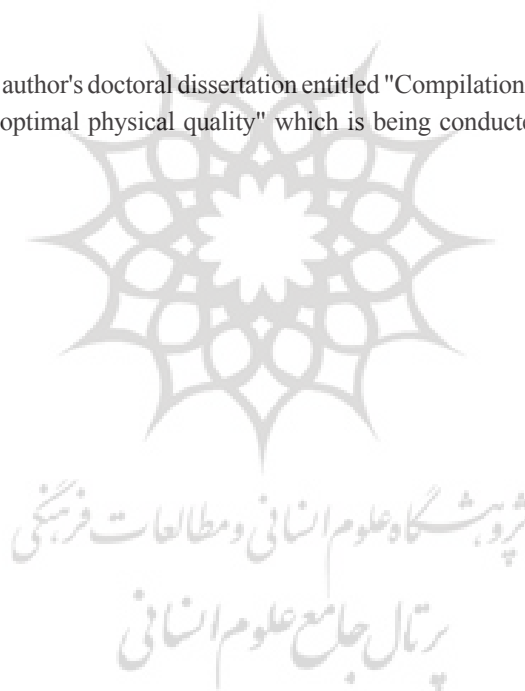 author's doctoral dissertation entitled "Compilation
optimal physical quality" which is being conducte
پژوهشگاه علوم انسانی و مطالعات فرهنگی
پرتال جامع علوم انسانی